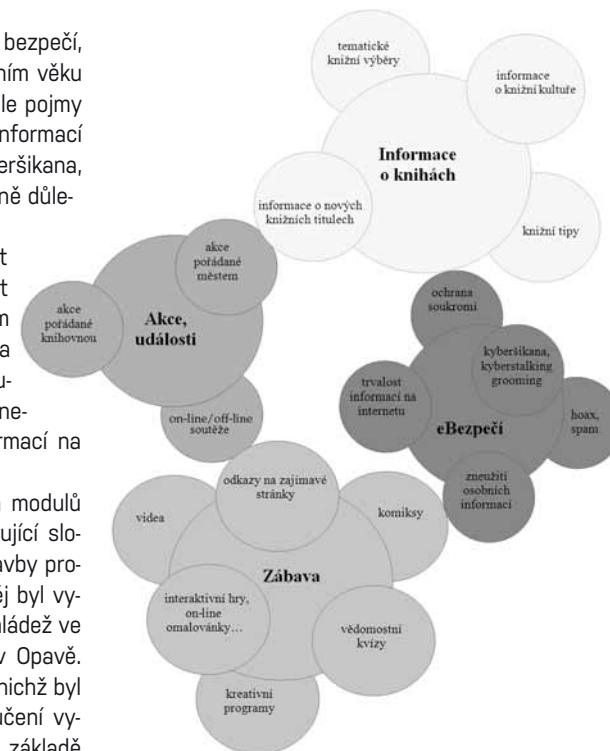 bezpečí,
ním věku
le pojmy
nformací
eršikana,
ně důle-
t
t
m
a
u-
ne-
rmací na
modulů
ující slo-
avby pro-
ěj byl vy-
ládež ve
v Opavě.
nichž byl
učení vy-
základě
tematické
knižní výběry
informace
o knižní kultuře
Informace
o knihách
informace o nových
knižních titulech
knižní tipy
akce
pořádané
městem
akce
pořádané
knihovnou
Akce,
události
on-line/off-line
soutěže
ochrana
soukromí
kyberšikana,
kyberstalking
grooming
trvalost
informací na
internetu
eBezpečí
hoax,
spam
zneužití
osobních
informací
odkazy na zajímavé
stránky
videa
komiksy
Zábava
interaktivní hry,
on-line
omalovánky…
vědomostní
kvízy
kreativní
programy